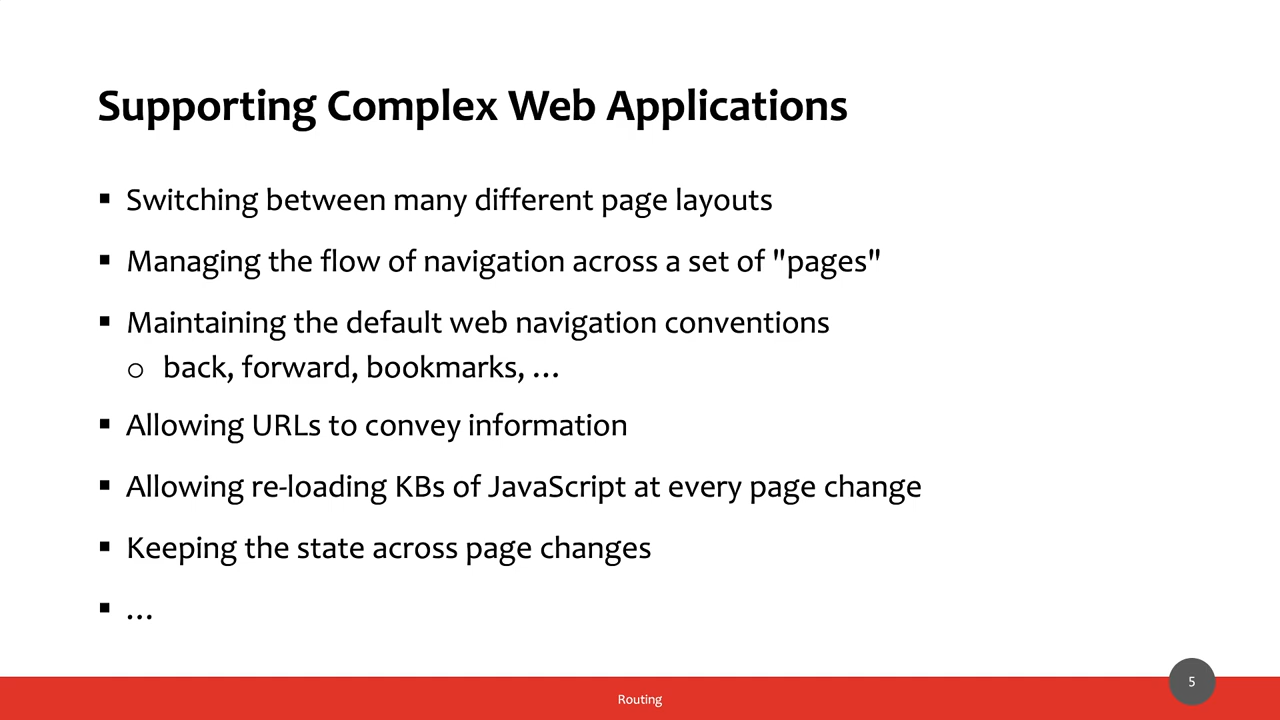 Supporting Complex Web Applications
▪ Switching between many different page layouts
▪ Managing the flow of navigation across a set of "pages"
▪ Maintaining the default web navigation conventions
o back, forward, bookmarks, …
▪ Allowing URLs to convey information
▪ Allowing re-loading KBs of JavaScript at every page change
▪ Keeping the state across page changes
▪ …
5
Routing